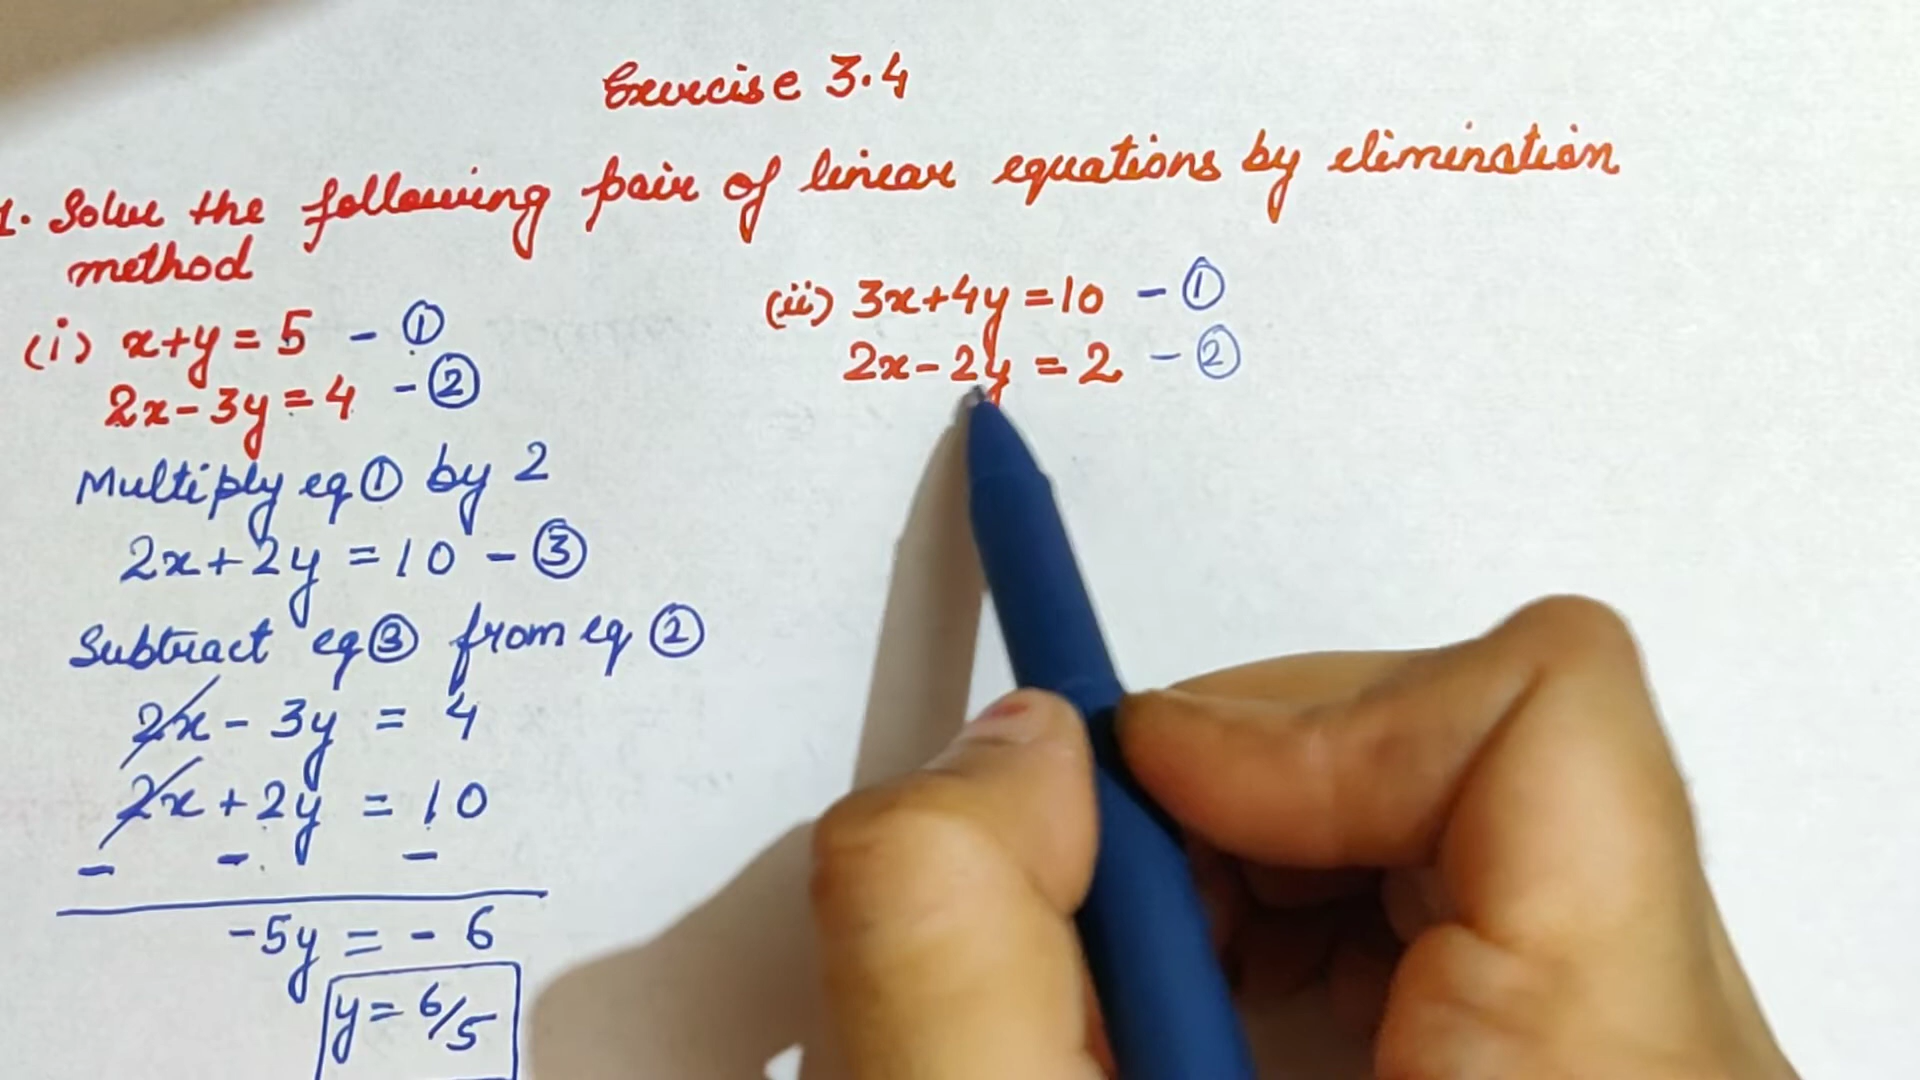 Exercise 3.4
1. Solve the following pair of linear equations by elimination
method
(i) x+y=5 - ①
2x-3y=4 - ②
Multiply eq ① by 2
2x+2y=10 - ③
Subtract eq ③ from eq ②
2x - 3y = 4
2x + 2y = 10
- - -
-5y = - 6
y = 6/5
(ii) 3x+4y=10 - ①
2x-2y=2 - ②